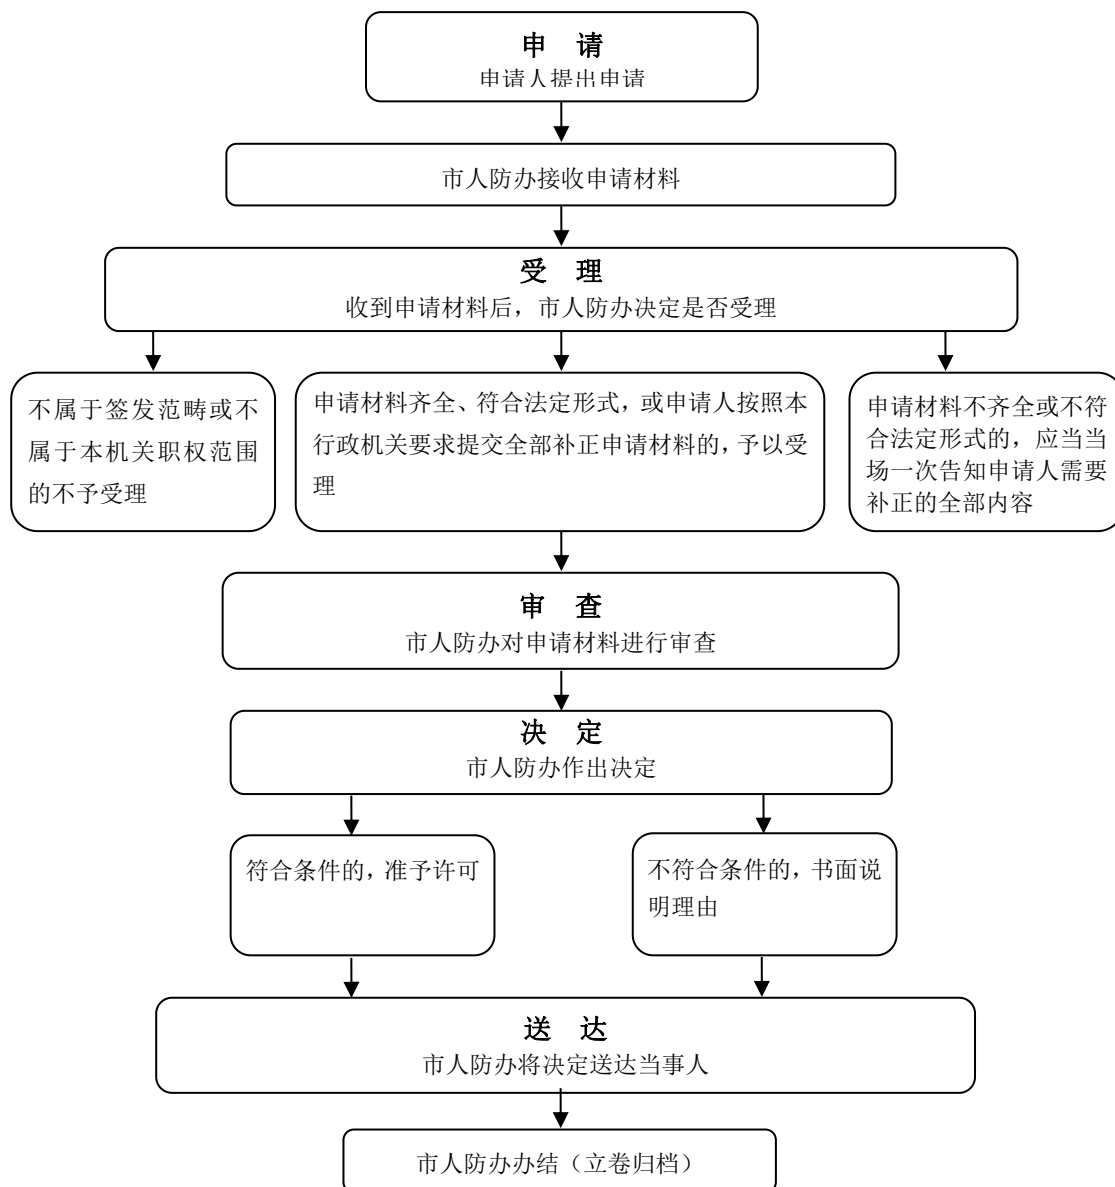 申 请
申请人提出申请
市人防办接收申请材料
受 理
收到申请材料后，市人防办决定是否受理
不属于签发范畴或不
属于本机关职权范围
的不予受理
申请材料齐全、符合法定形式，或申请人按照本
行政机关要求提交全部补正申请材料的，予以受
理
申请材料不齐全或不符
合法定形式的，应当当
场一次告知申请人需要
补正的全部内容
审 查
市人防办对申请材料进行审查
决 定
市人防办作出决定
符合条件的，准予许可
不符合条件的，书面说
明理由
送 达
市人防办将决定送达当事人
市人防办办结（立卷归档）